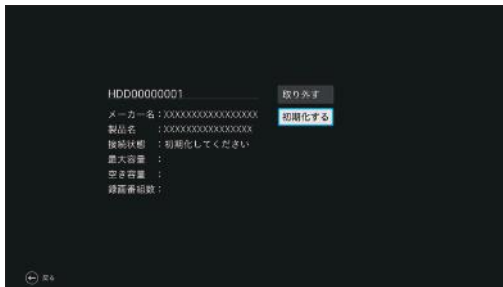 HDD00000001
取り外す
メーカー名：XXXXXXXXXXXXXXXXX
初期化する
製品名　：XXXXXXXXXXXXXXXX
接続状態　：初期化してください
最大容量　：
空き容量　：
録画番組数：
戻る